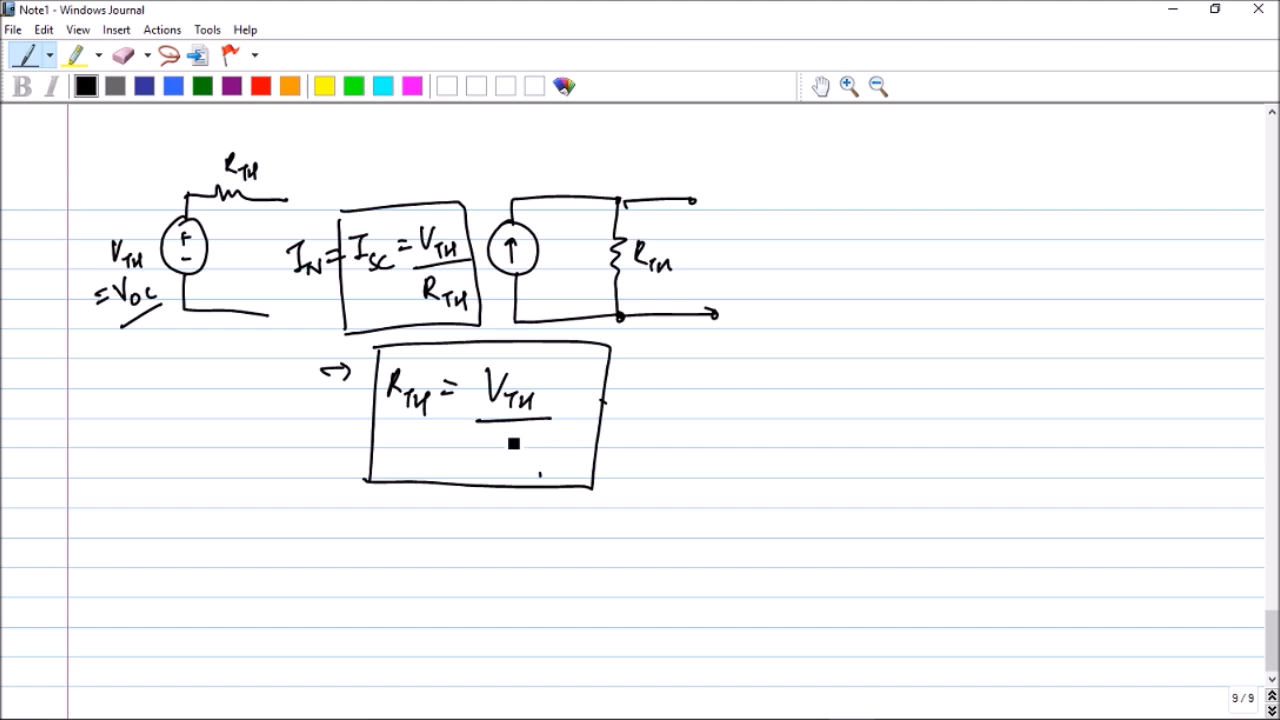 Note1 - Windows Journal
File Edit View Insert Actions Tools Help
B I
R_TH
V_TH
= V_OC
+
-
I_N = I_SC = V_TH / R_TH
R_TH
R_TH = V_TH
9 / 9